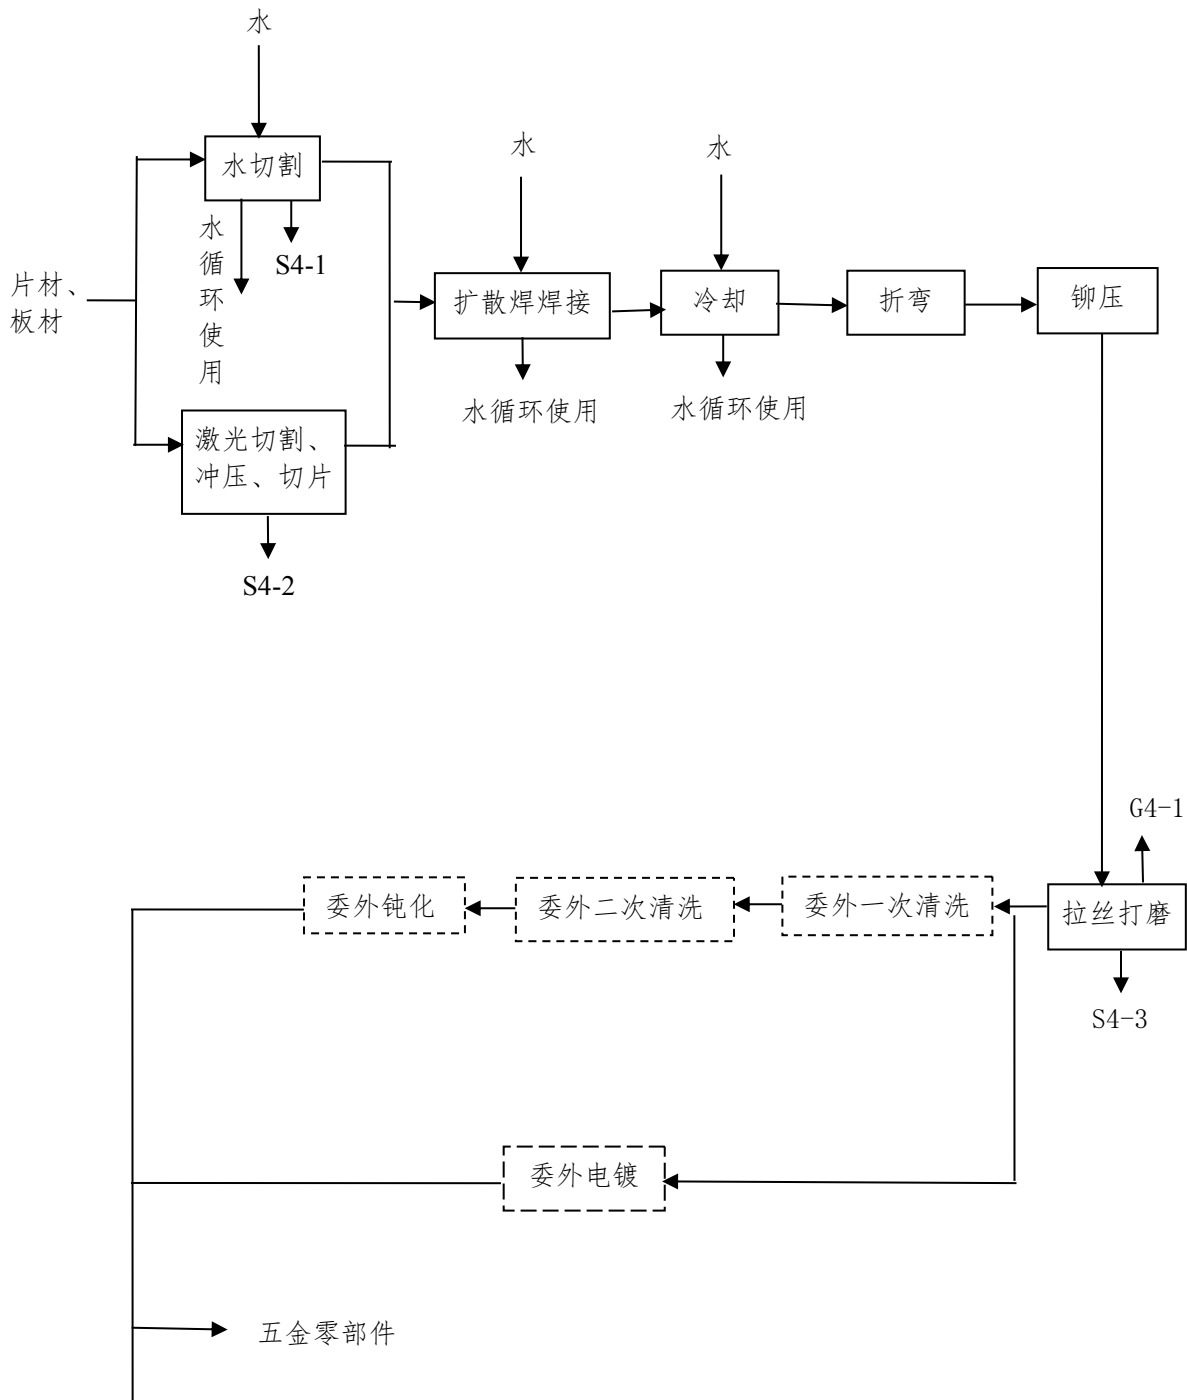 水
水切割
水循环使用
S4-1
片材、
板材
激光切割、
冲压、切片
S4-2
水
扩散焊焊接
水循环使用
水
冷却
水循环使用
折弯
铆压
G4-1
拉丝打磨
S4-3
委外一次清洗
委外二次清洗
委外钝化
委外电镀
五金零部件